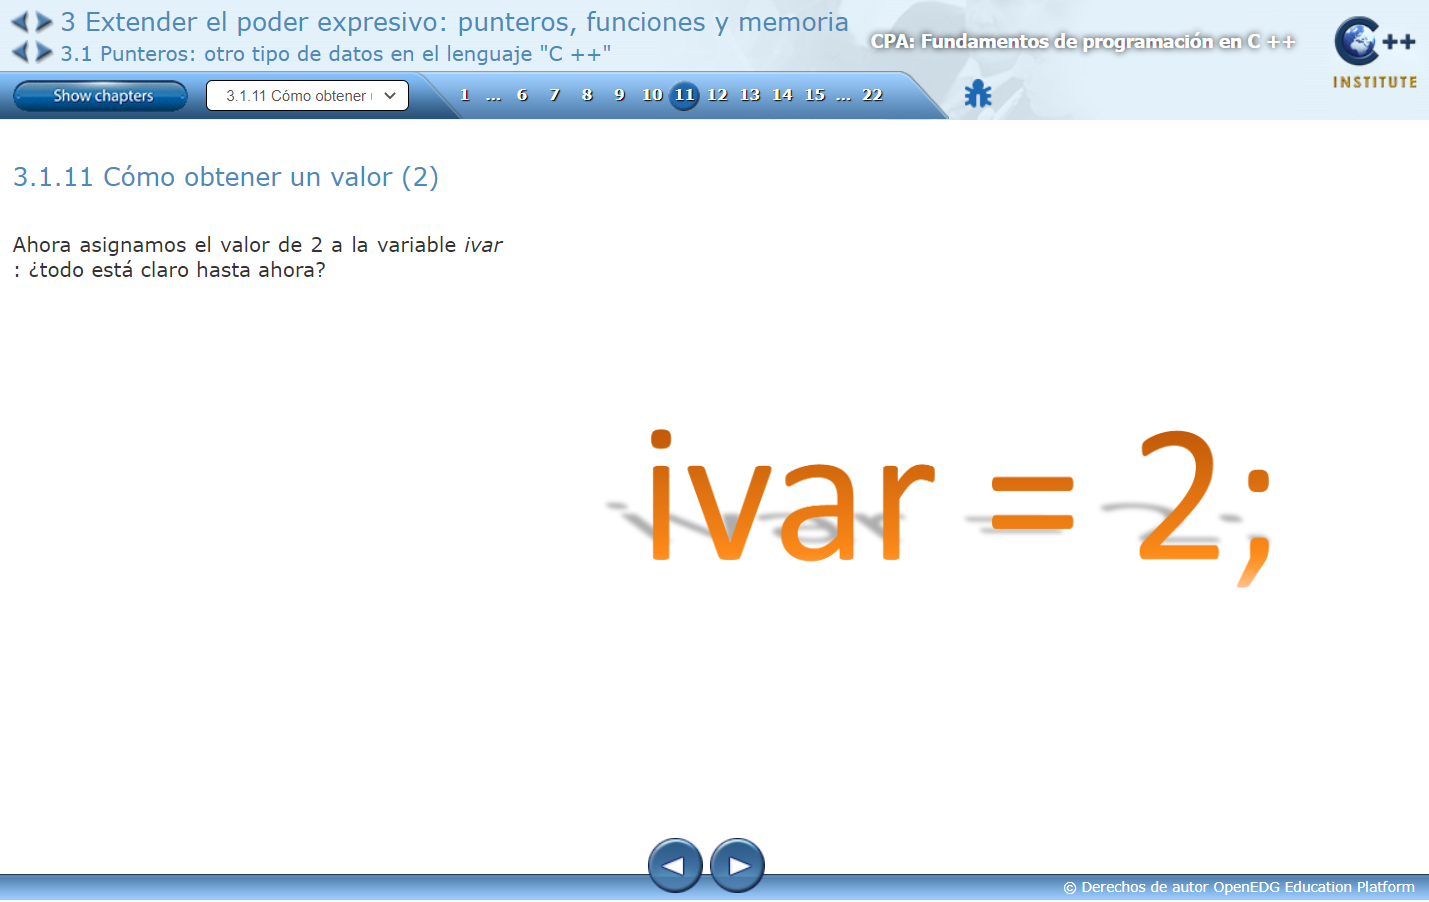 3 Extender el poder expresivo: punteros, funciones y memoria
3.1 Punteros: otro tipo de datos en el lenguaje "C ++"
CPA: Fundamentos de programación en C ++
C++
INSTITUTE
Show chapters
3.1.11 Cómo obtener
1 ... 6 7 8 9 10 11 12 13 14 15 ... 22
3.1.11 Cómo obtener un valor (2)
Ahora asignamos el valor de 2 a la variable ivar
: ¿todo está claro hasta ahora?
ivar = 2;
© Derechos de autor OpenEDG Education Platform